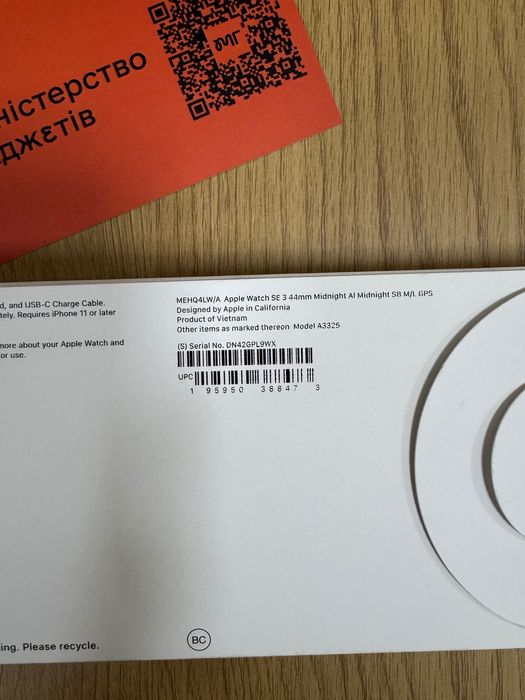 ністерство
джєтів
d, and USB-C Charge Cable.
tely. Requires iPhone 11 or later
more about your Apple Watch and
or use.
MEHQ4LW/A Apple Watch SE 3 44mm Midnight Al Midnight SB M/L GPS
Designed by Apple in California
Product of Vietnam
Other items as marked thereon Model A3325
(S) Serial No. DN42GPL9WX
UPC
1 95950 38847 3
ing. Please recycle.
BC